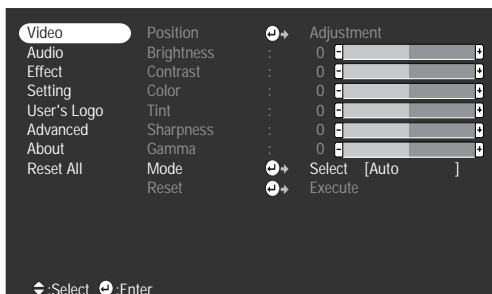 Video Position Adjustment
Audio Brightness : 0 - +
Effect Contrast : 0 - +
Setting Color : 0 - +
User's Logo Tint : 0 - +
Advanced Sharpness : 0 - +
About Gamma : 0 - +
Reset All Mode Select [Auto ]
Reset Execute
:Select :Enter